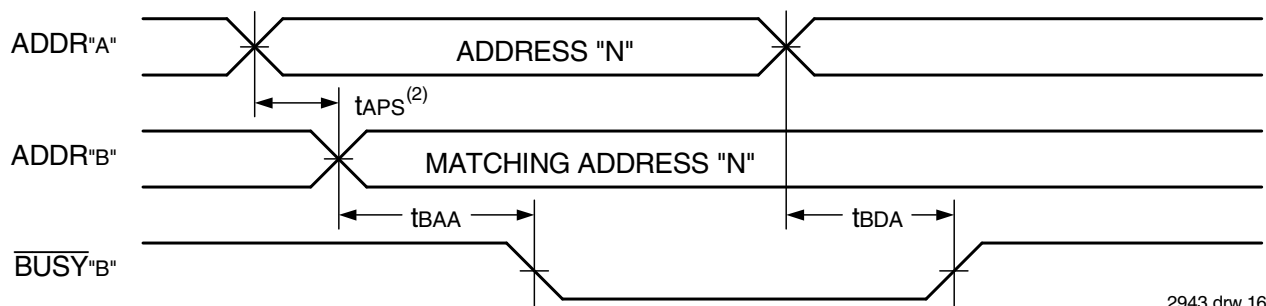 ADDR"A"
ADDRESS "N"
tAPS(2)
ADDR"B"
MATCHING ADDRESS "N"
tBAA
tBDA
BUSY"B"
2943 drw 16